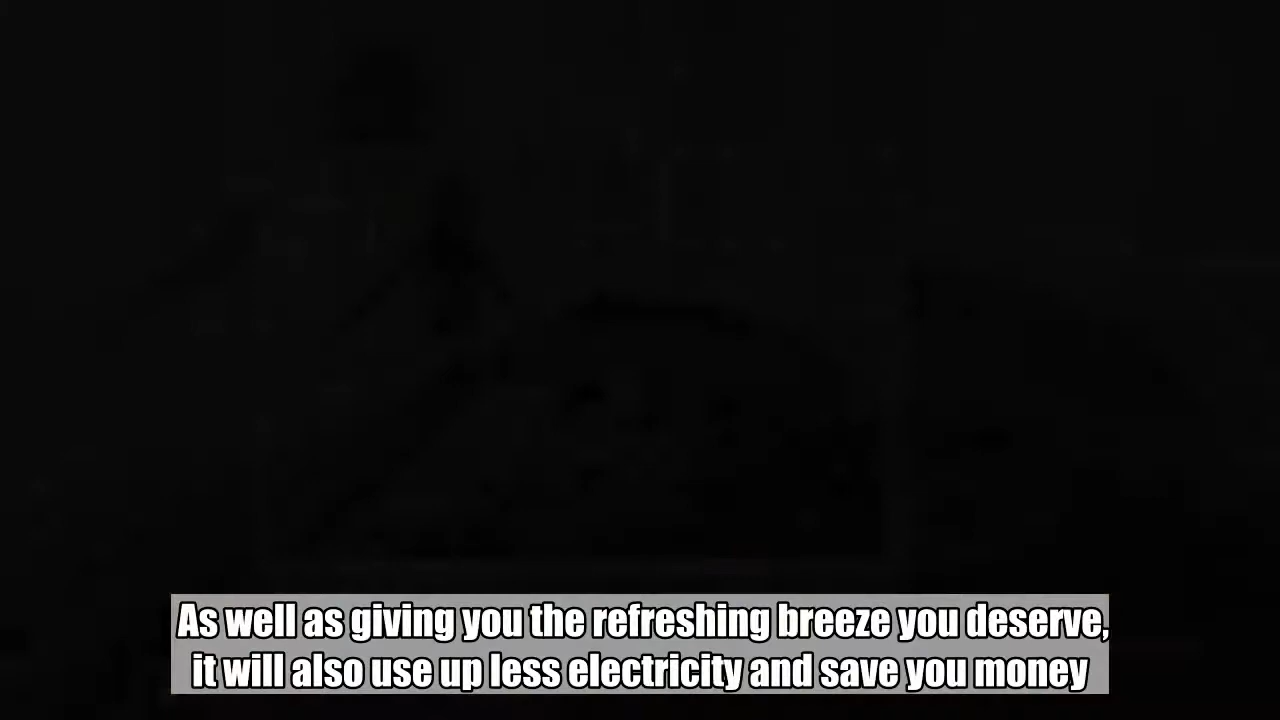 As well as giving you the refreshing breeze you deserve,
it will also use up less electricity and save you money